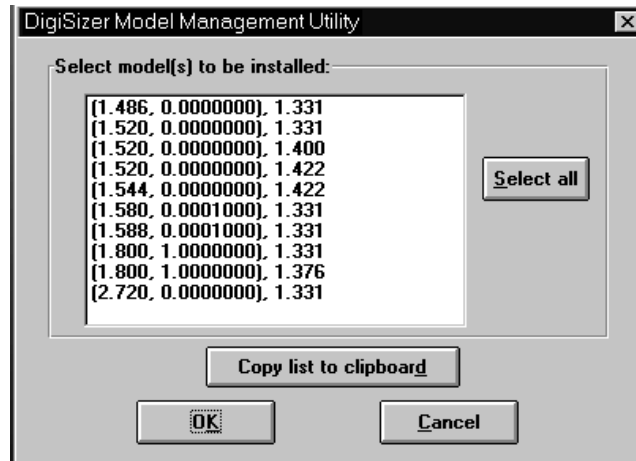 DigiSizer Model Management Utility
Select model(s) to be installed:
(1.486, 0.0000000), 1.331
(1.520, 0.0000000), 1.331
(1.520, 0.0000000), 1.400
(1.520, 0.0000000), 1.422
(1.544, 0.0000000), 1.422
(1.580, 0.0001000), 1.331
(1.588, 0.0001000), 1.331
(1.800, 1.0000000), 1.331
(1.800, 1.0000000), 1.376
(2.720, 0.0000000), 1.331
Select all
Copy list to clipboard
OK
Cancel